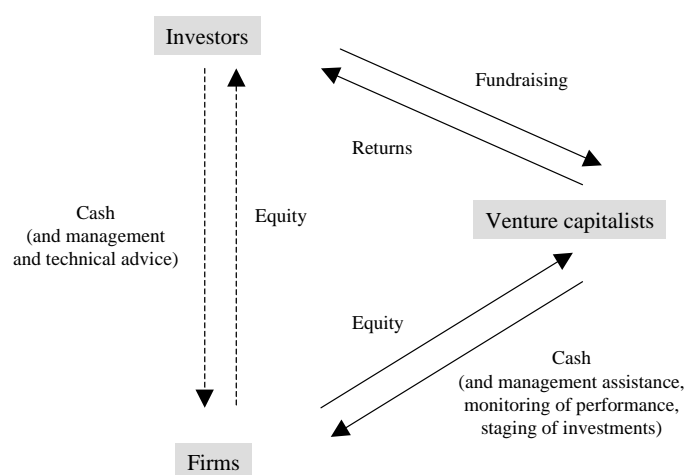 Investors
Fundraising
Returns
Cash
(and management
and technical advice)
Equity
Venture capitalists
Equity
Cash
(and management assistance,
monitoring of performance,
staging of investments)
Firms